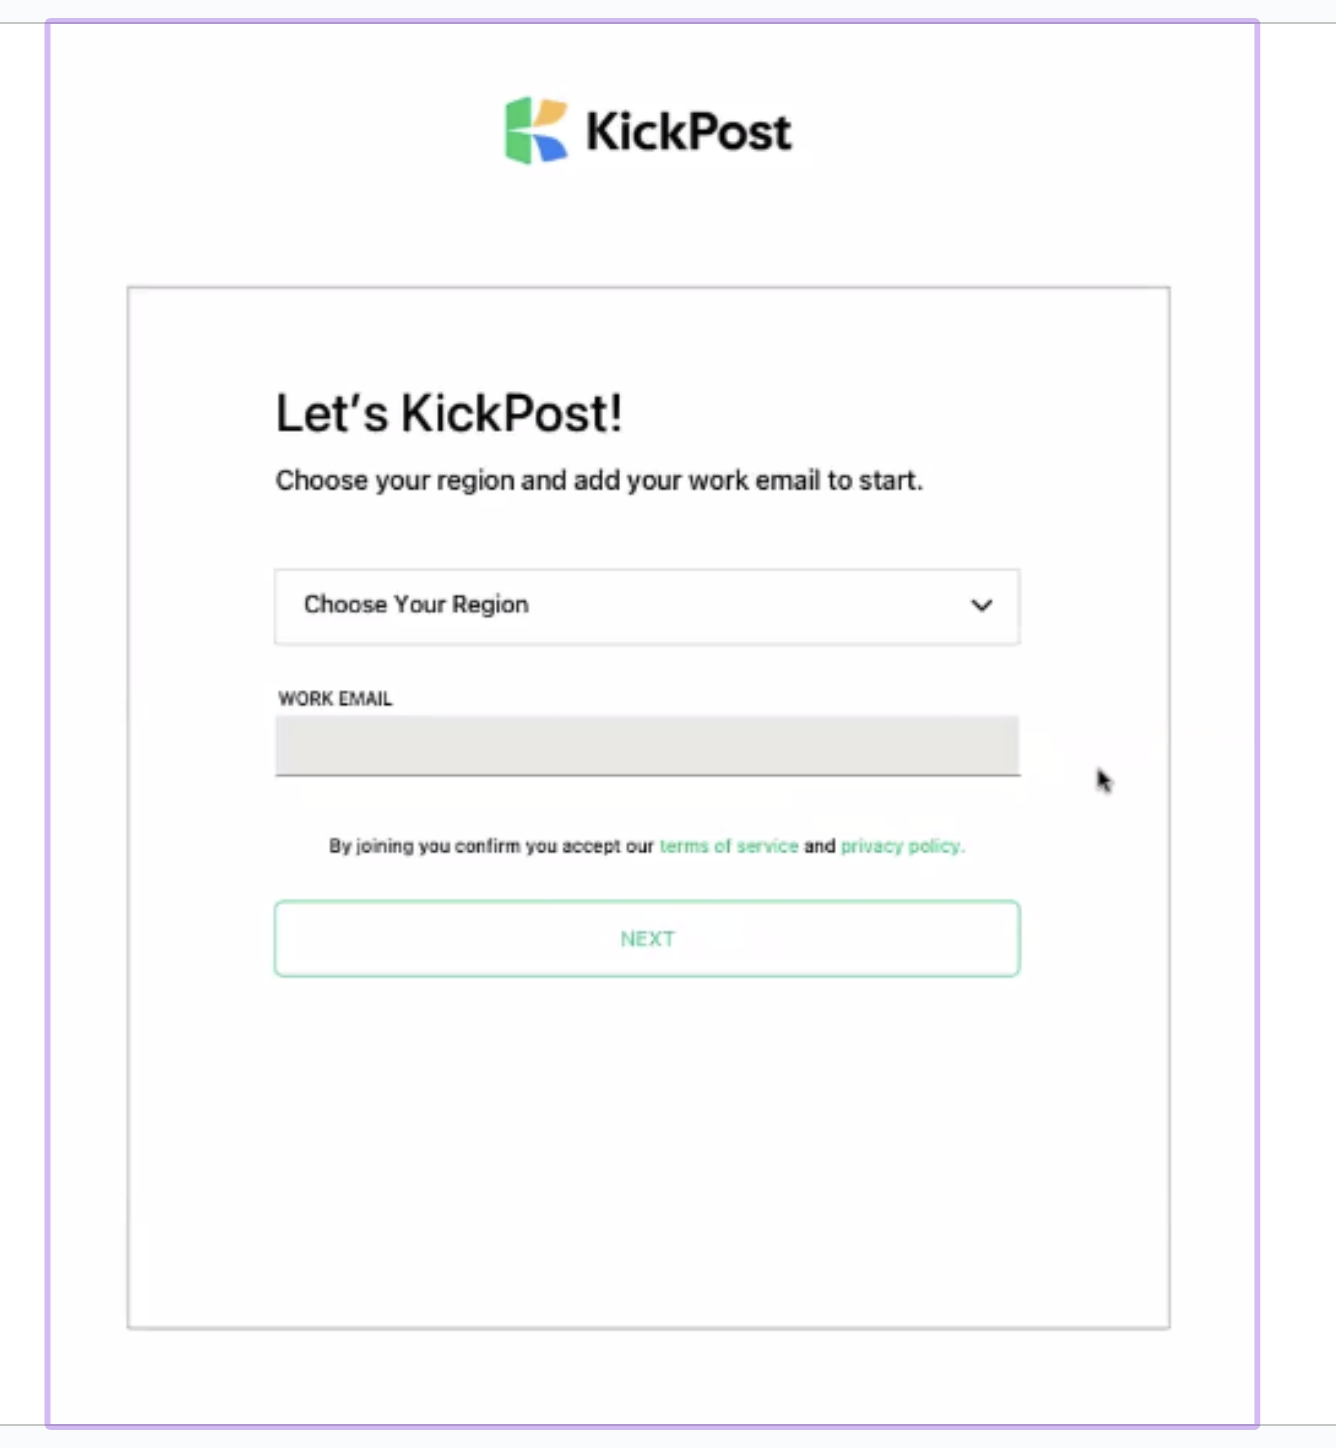 KickPost
Let’s KickPost!
Choose your region and add your work email to start.
Choose Your Region
WORK EMAIL
By joining you confirm you accept our terms of service and privacy policy.
NEXT